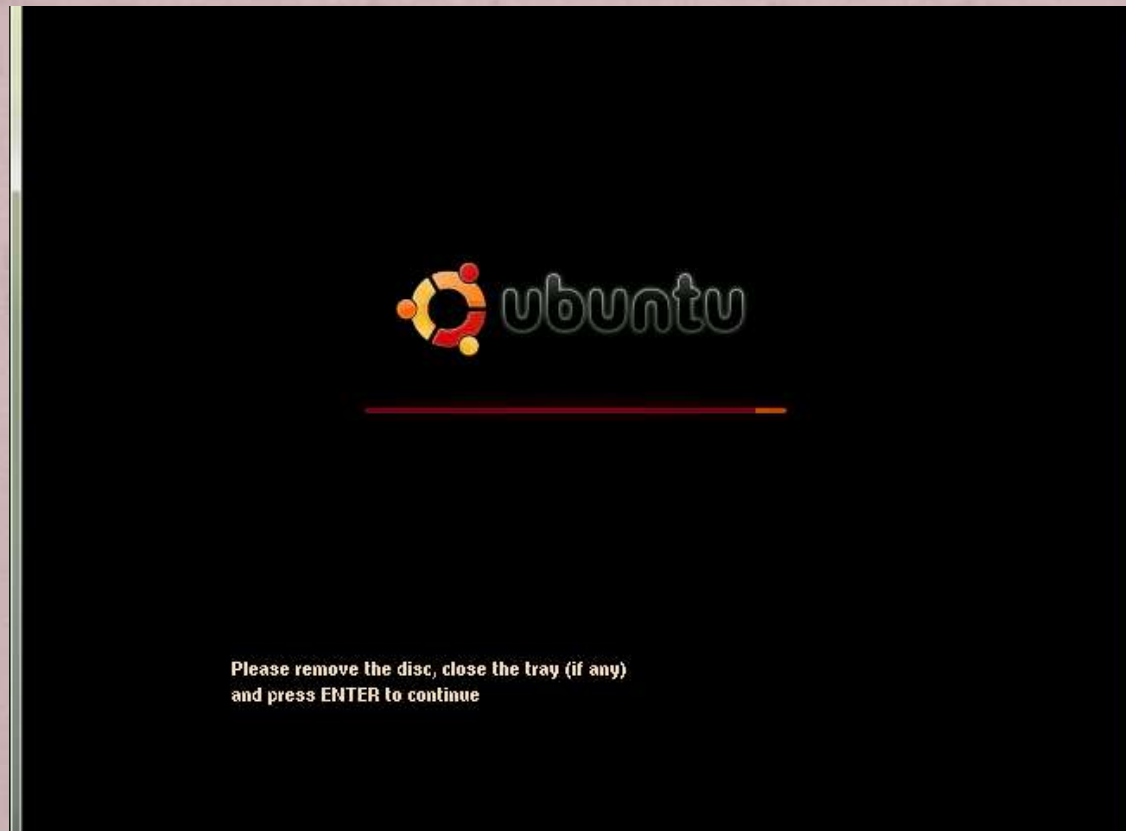 ubuntu
Please remove the disc, close the tray (if any)
and press ENTER to continue